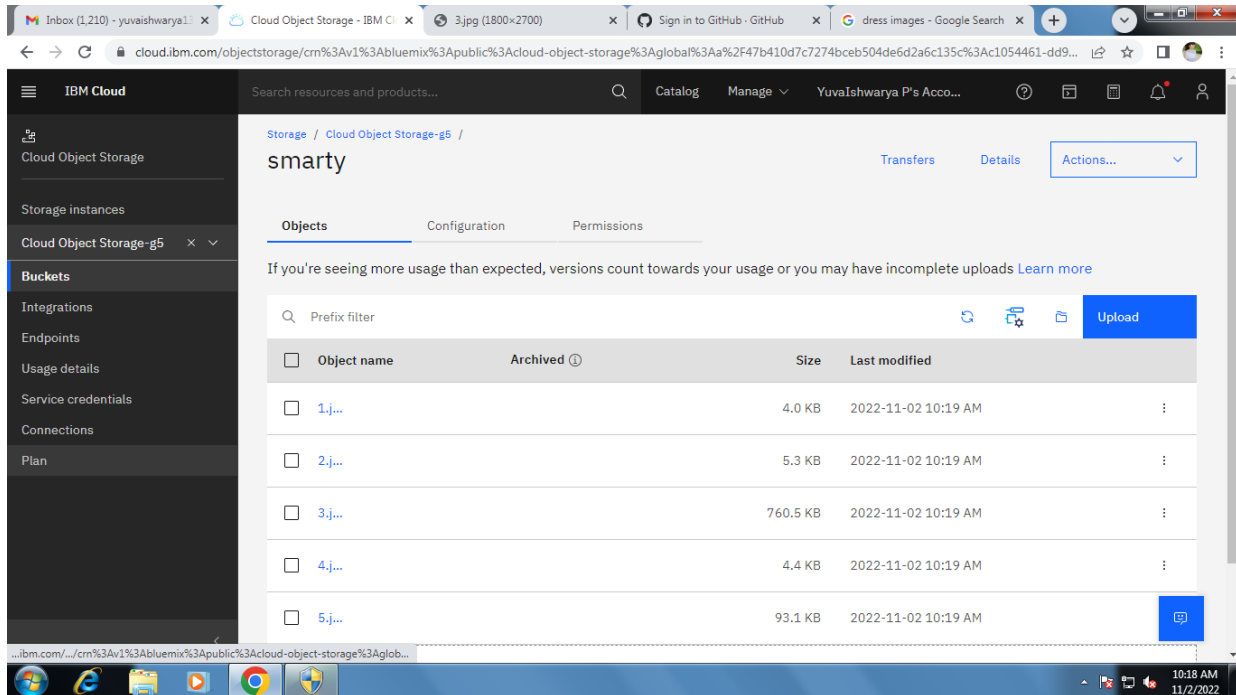 Inbox (1,210) - yuvaishwarya13
Cloud Object Storage - IBM Cl
3.jpg (1800×2700)
Sign in to GitHub · GitHub
dress images - Google Search
cloud.ibm.com/objectstorage/crn%3Av1%3Abluemix%3Apublic%3Acloud-object-storage%3Aglobal%3Aa%2F47b410d7c7274bceb504de6d2a6c135c%3Ac1054461-dd9...
IBM Cloud
Search resources and products...
Catalog
Manage
YuvaIshwarya P's Acco...
Cloud Object Storage
Storage instances
Cloud Object Storage-g5
Buckets
Integrations
Endpoints
Usage details
Service credentials
Connections
Plan
Storage / Cloud Object Storage-g5 /
smarty
Transfers
Details
Actions...
Objects
Configuration
Permissions
If you're seeing more usage than expected, versions count towards your usage or you may have incomplete uploads Learn more
Prefix filter
Upload
Object name Archived Size Last modified
1.j... 4.0 KB 2022-11-02 10:19 AM
2.j... 5.3 KB 2022-11-02 10:19 AM
3.j... 760.5 KB 2022-11-02 10:19 AM
4.j... 4.4 KB 2022-11-02 10:19 AM
5.j... 93.1 KB 2022-11-02 10:19 AM
...ibm.com/.../crn%3Av1%3Abluemix%3Apublic%3Acloud-object-storage%3Aglob...
10:18 AM
11/2/2022